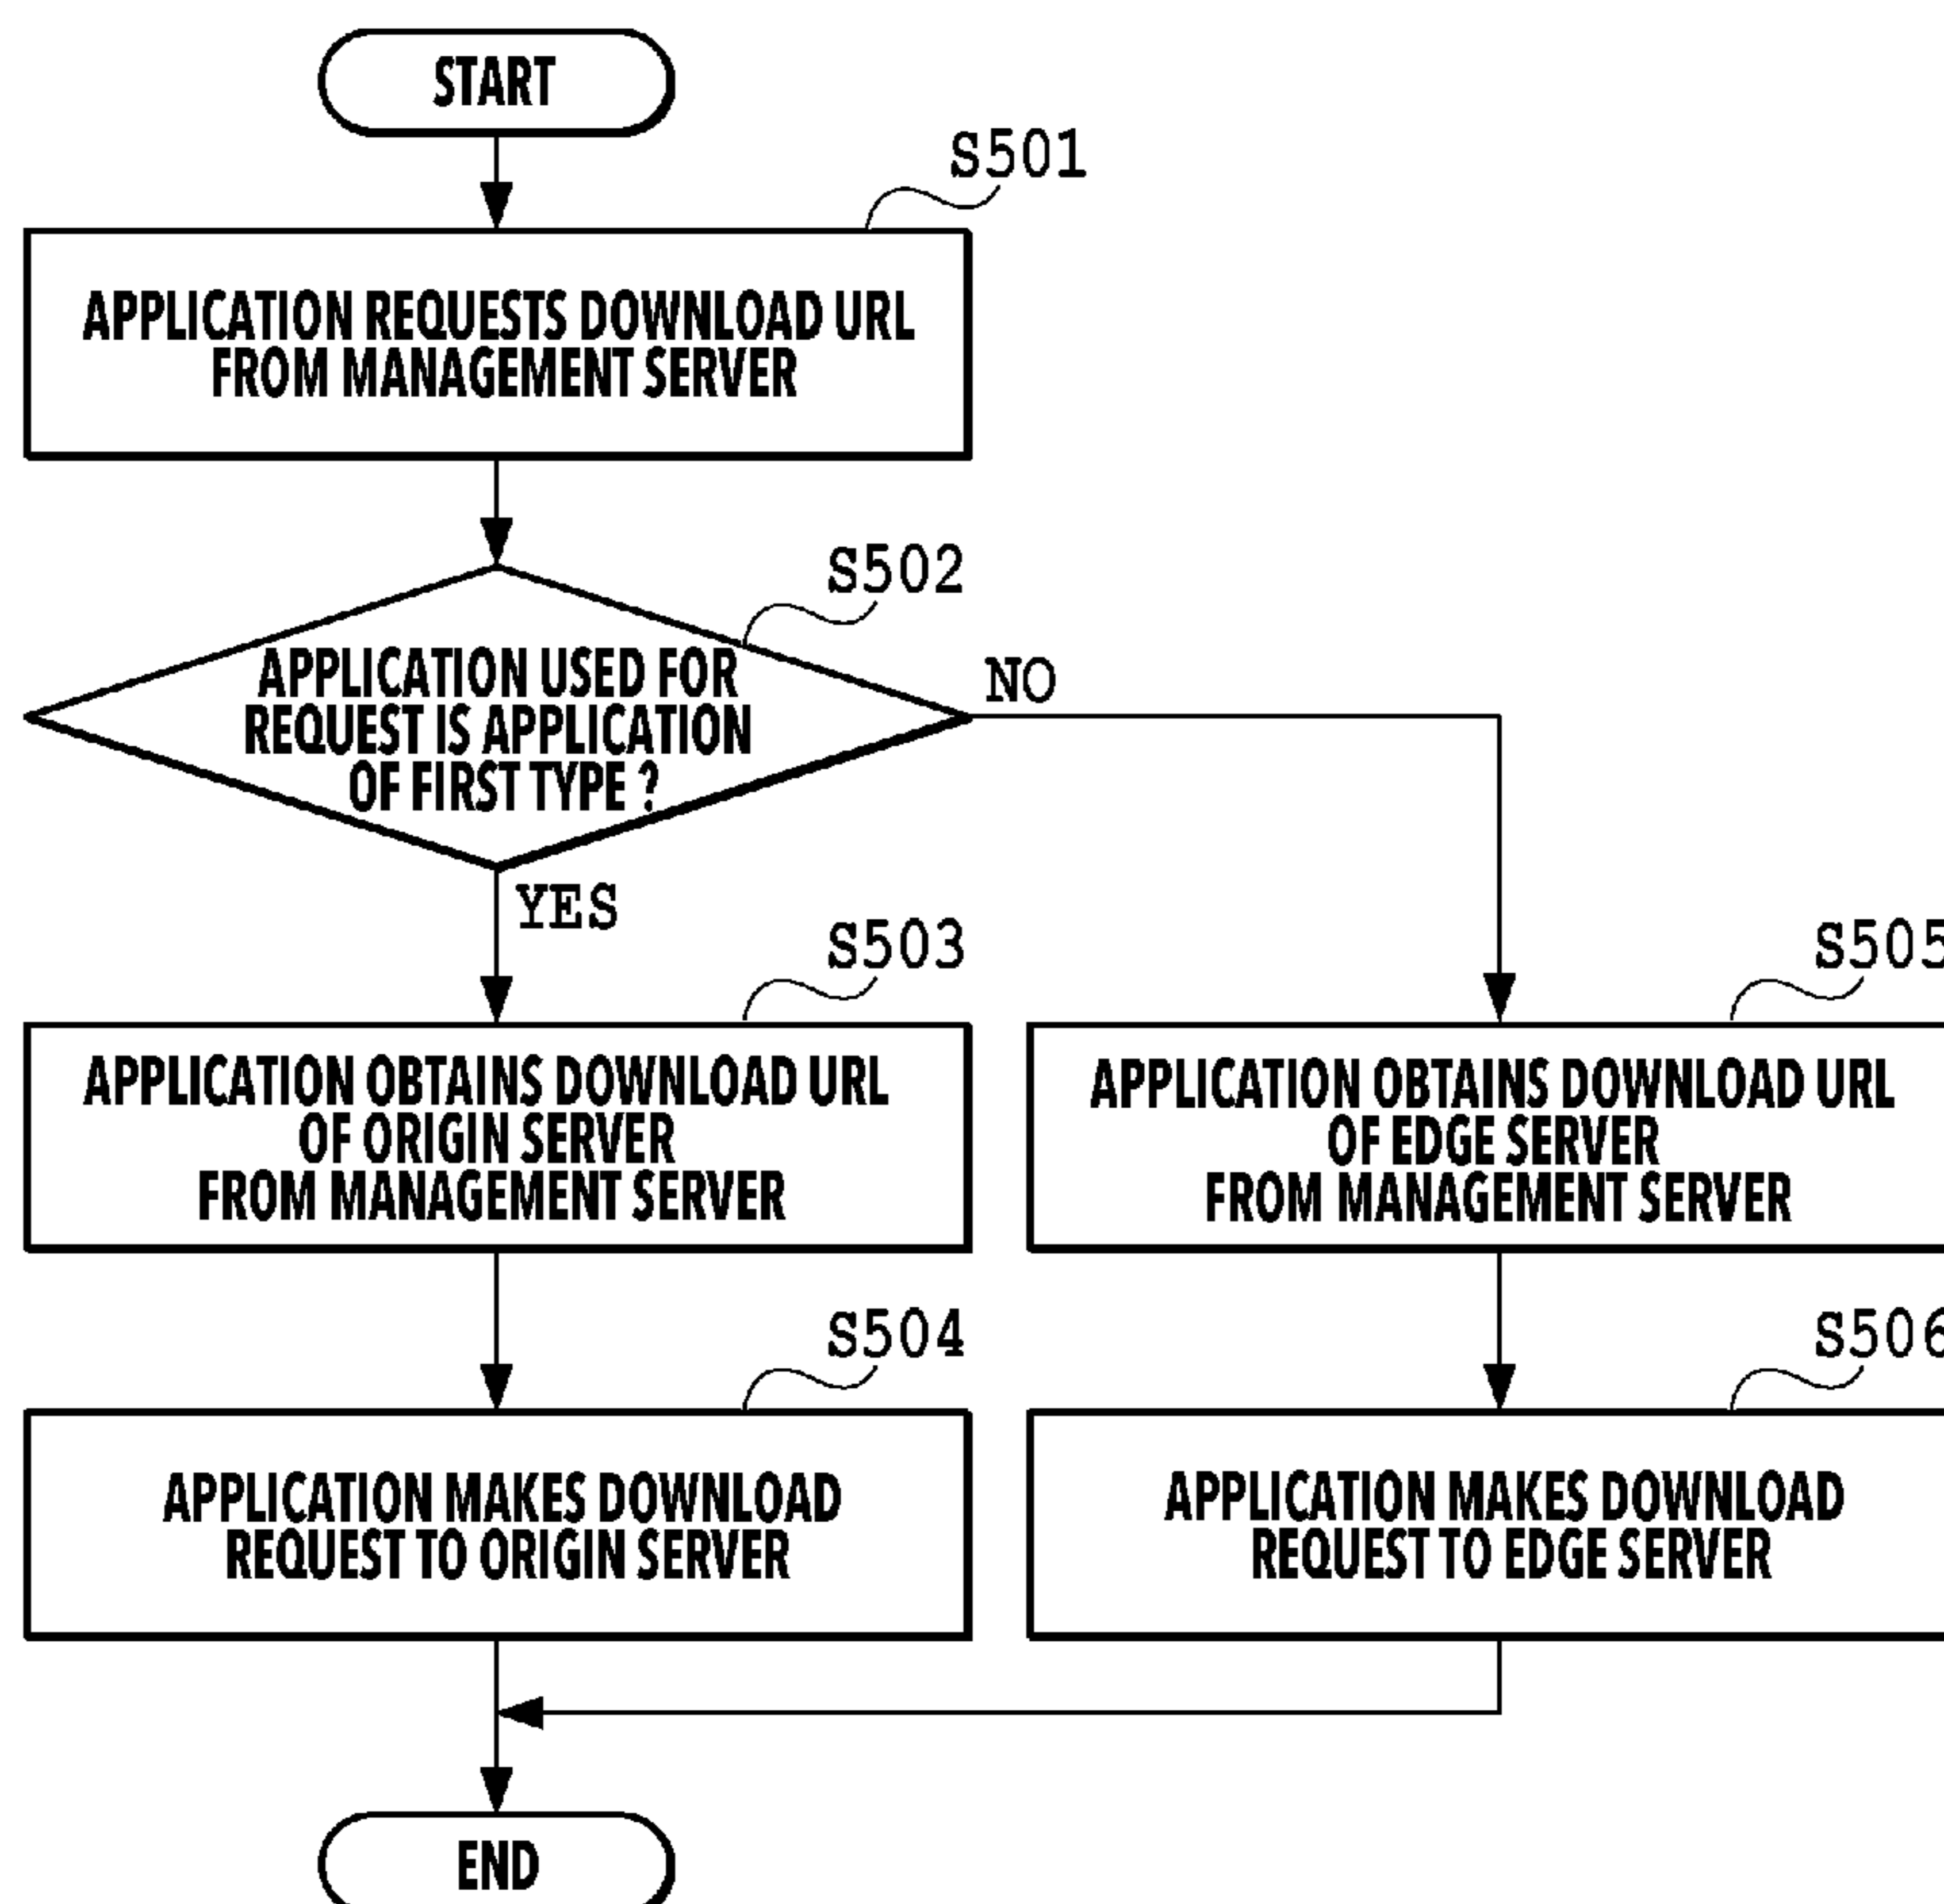 START
S501
APPLICATION REQUESTS DOWNLOAD URL
FROM MANAGEMENT SERVER
S502
APPLICATION USED FOR
REQUEST IS APPLICATION
OF FIRST TYPE ?
NO
YES
S503
APPLICATION OBTAINS DOWNLOAD URL
OF ORIGIN SERVER
FROM MANAGEMENT SERVER
S505
APPLICATION OBTAINS DOWNLOAD URL
OF EDGE SERVER
FROM MANAGEMENT SERVER
S504
APPLICATION MAKES DOWNLOAD
REQUEST TO ORIGIN SERVER
S506
APPLICATION MAKES DOWNLOAD
REQUEST TO EDGE SERVER
END